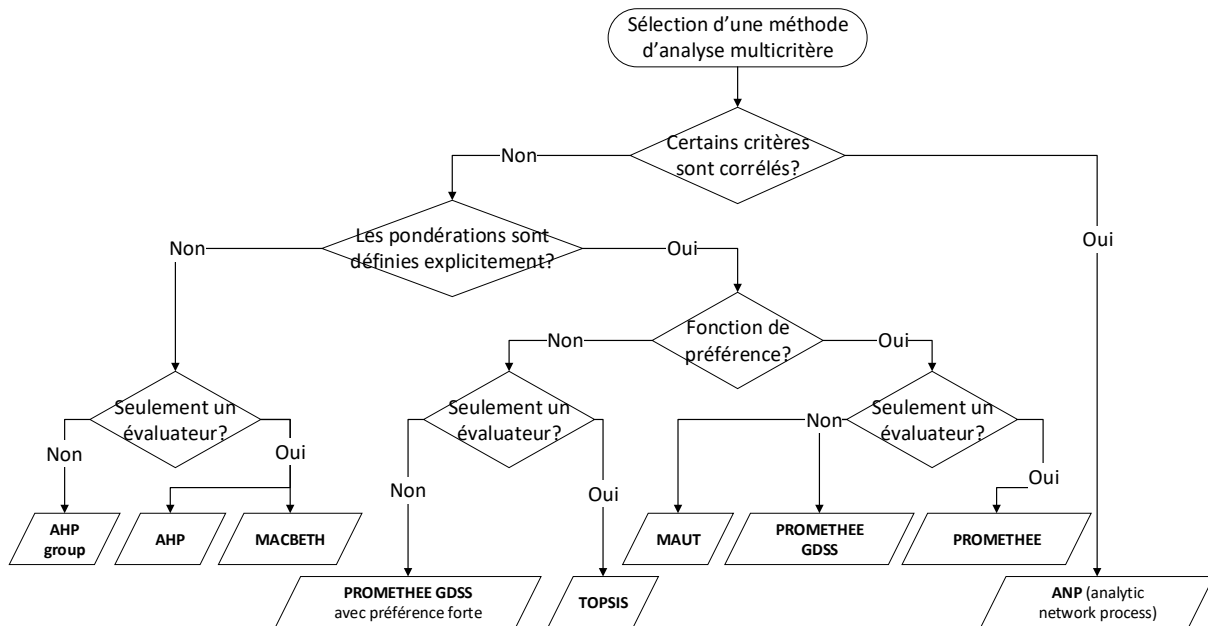 Sélection d'une méthode
d'analyse multicritère
Certains critères
sont corrélés?
Non
Oui
Les pondérations sont
définies explicitement?
Non
Oui
Fonction de
préférence?
Non
Oui
Seulement un
évaluateur?
Non
Oui
Seulement un
évaluateur?
Non
Oui
Seulement un
évaluateur?
Non
Oui
AHP
group
AHP
MACBETH
MAUT
PROMETHEE
GDSS
PROMETHEE
PROMETHEE GDSS
avec préférence forte
TOPSIS
ANP (analytic
network process)